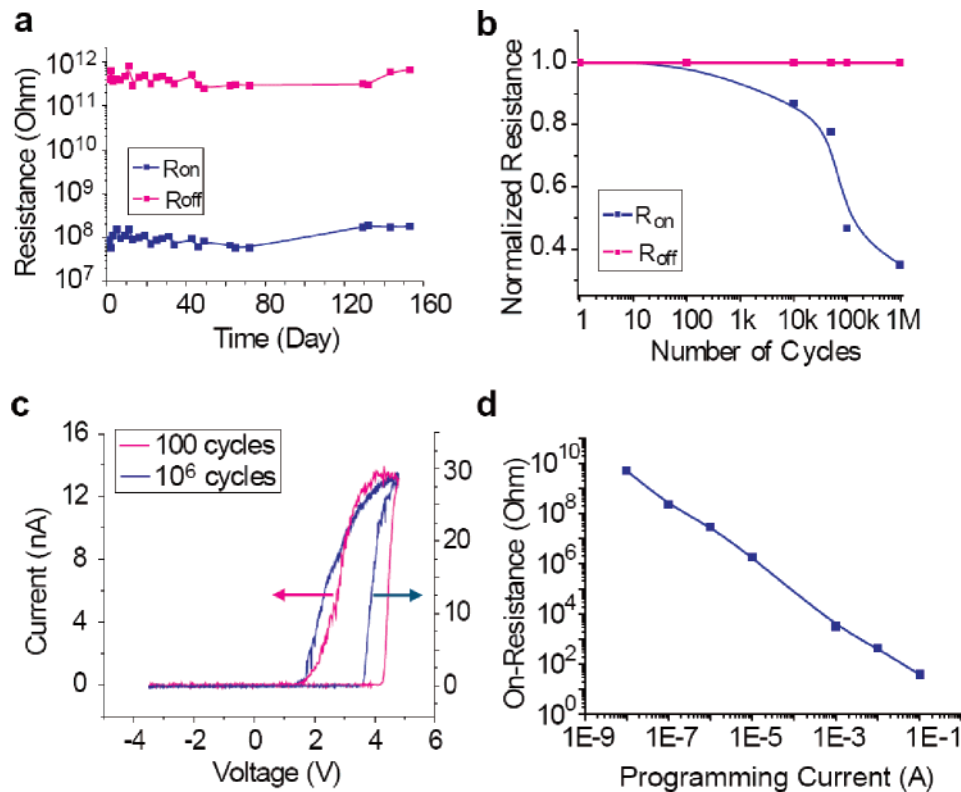 a
Resistance (Ohm)
10¹²
10¹¹
10¹⁰
10⁹
10⁸
10⁷
Ron
Roff
0 40 80 120 160
Time (Day)
b
Normalized Resistance
1.0
0.8
0.6
0.4
Ron
Roff
1 10 100 1k 10k 100k 1M
Number of Cycles
c
Current (nA)
16
12
8
4
0
100 cycles
10⁶ cycles
30
20
10
0
-4 -2 0 2 4 6
Voltage (V)
d
On-Resistance (Ohm)
10¹⁰
10⁸
10⁶
10⁴
10²
10⁰
1E-9 1E-7 1E-5 1E-3 1E-1
Programming Current (A)